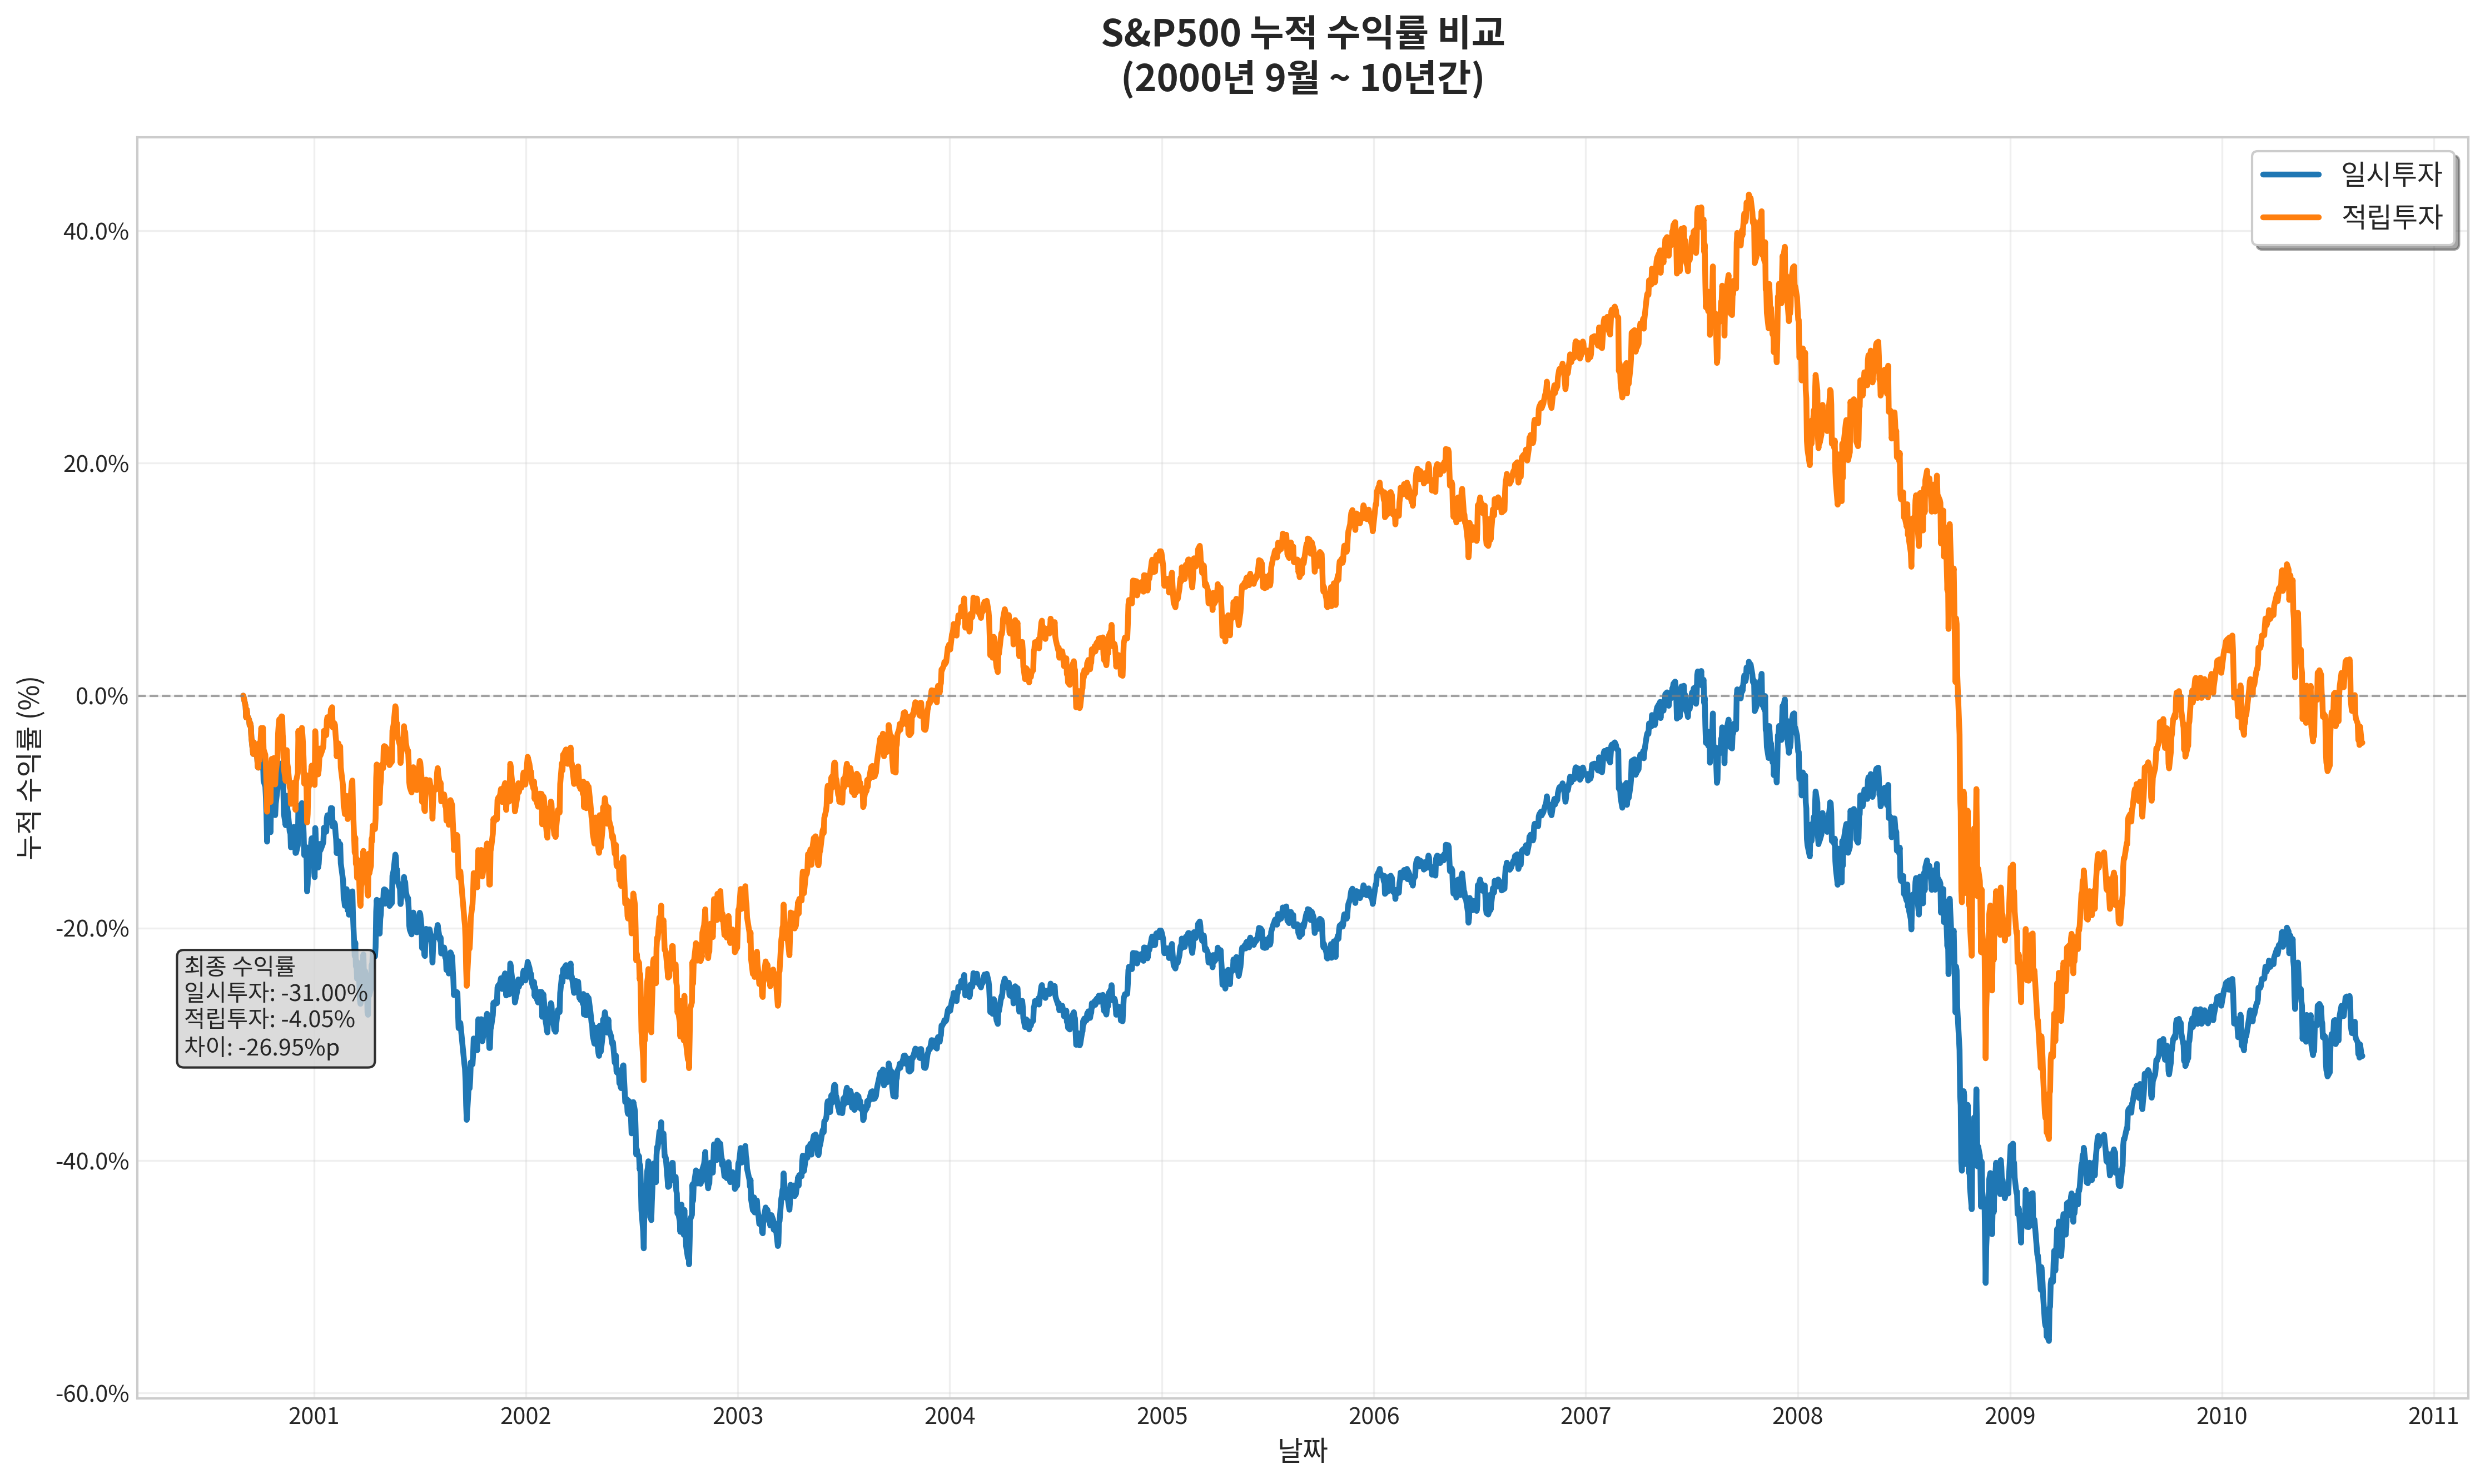 S&P500 누적 수익률 비교
(2000년 9월 ~ 10년간)
일시투자
적립투자
누적 수익률 (%)
40.0%
20.0%
0.0%
-20.0%
-40.0%
-60.0%
최종 수익률
일시투자: -31.00%
적립투자: -4.05%
차이: -26.95%p
2001
2002
2003
2004
2005
2006
2007
2008
2009
2010
2011
날짜